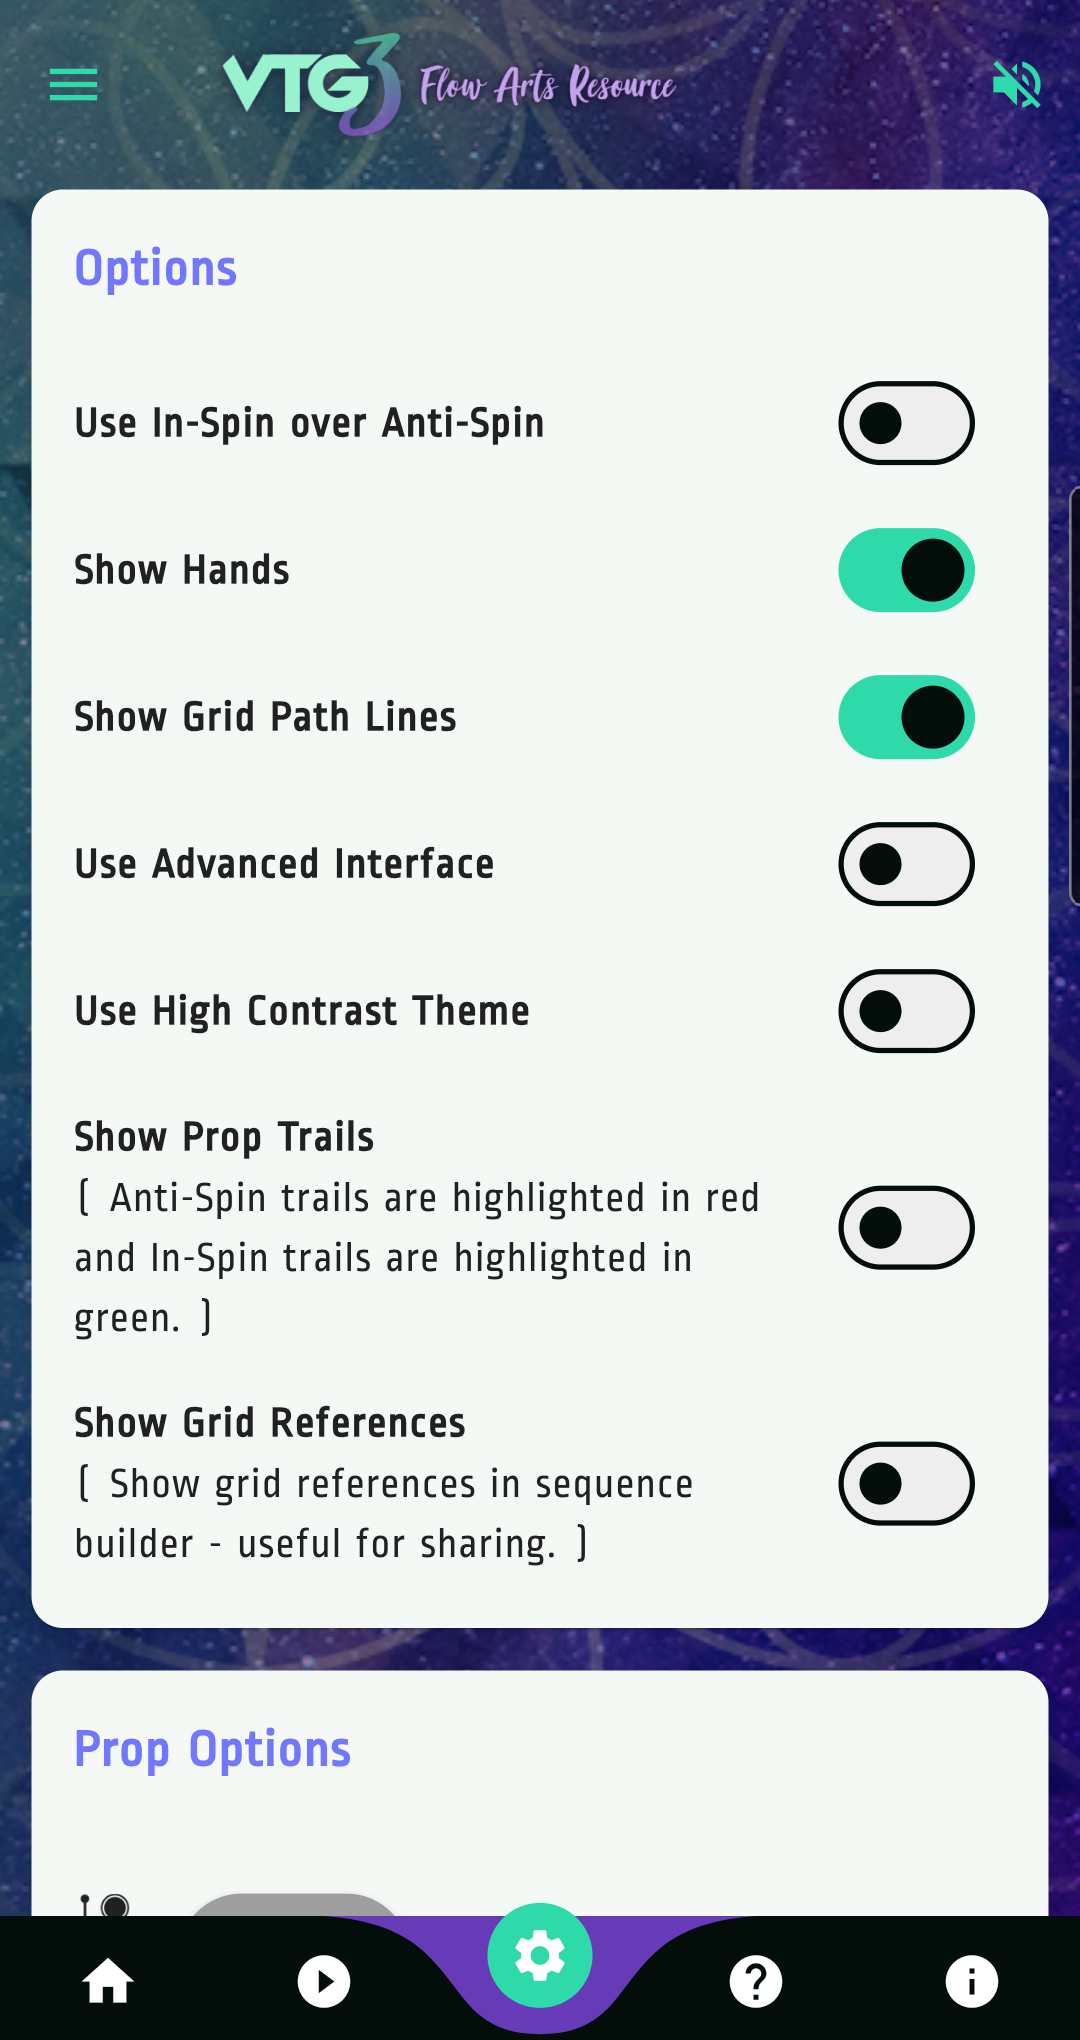 VTG3 Flow Arts Resource
Options
Use In-Spin over Anti-Spin
Show Hands
Show Grid Path Lines
Use Advanced Interface
Use High Contrast Theme
Show Prop Trails
( Anti-Spin trails are highlighted in red
and In-Spin trails are highlighted in
green. )
Show Grid References
( Show grid references in sequence
builder - useful for sharing. )
Prop Options